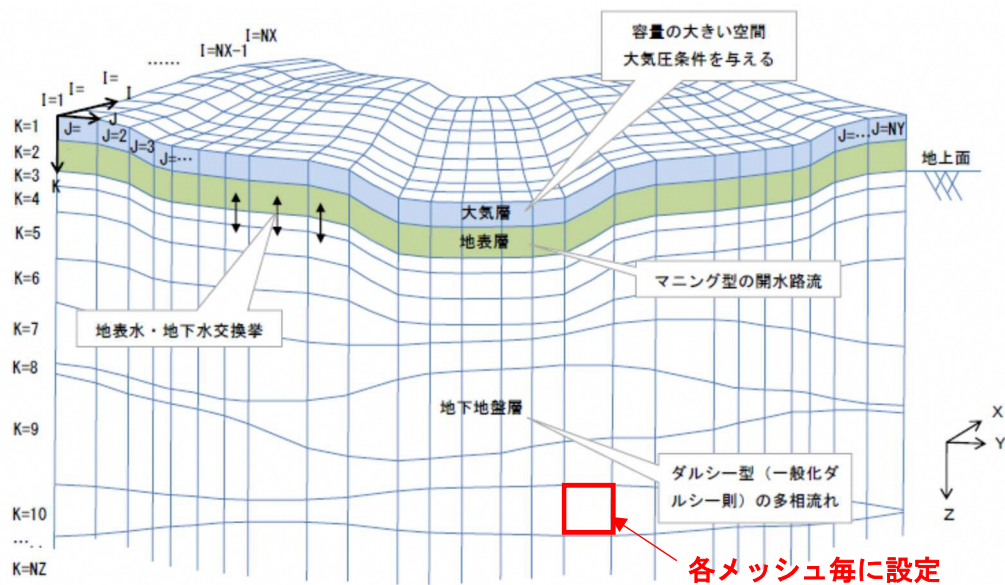 容量の大きい空間
大気圧条件を与える
I=NX
I=NX-1
......
I=
I=
I=1
I
J
K=1
J=
J=2
J=3
J=…
J=…
J=NY
K=2
K=3
K
K=4
K=5
K=6
K=7
K=8
K=9
K=10
….
K=NZ
地上面
大気層
地表層
マニング型の開水路流
地表水・地下水交換挙
地下地盤層
ダルシー型（一般化ダ
ルシー則）の多相流れ
X
Y
Z
各メッシュ毎に設定